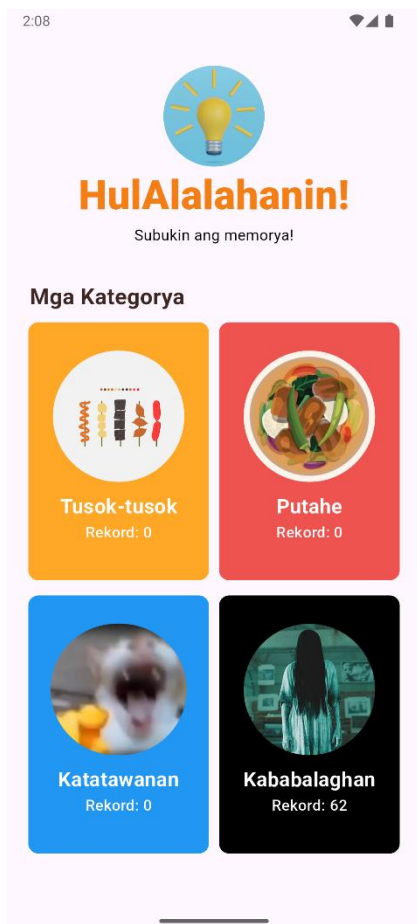 2:08
HulAlalahanin!
Subukin ang memorya!
Mga Kategorya
Tusok-tusok
Rekord: 0
Putahe
Rekord: 0
Katatawanan
Rekord: 0
Kababalaghan
Rekord: 62